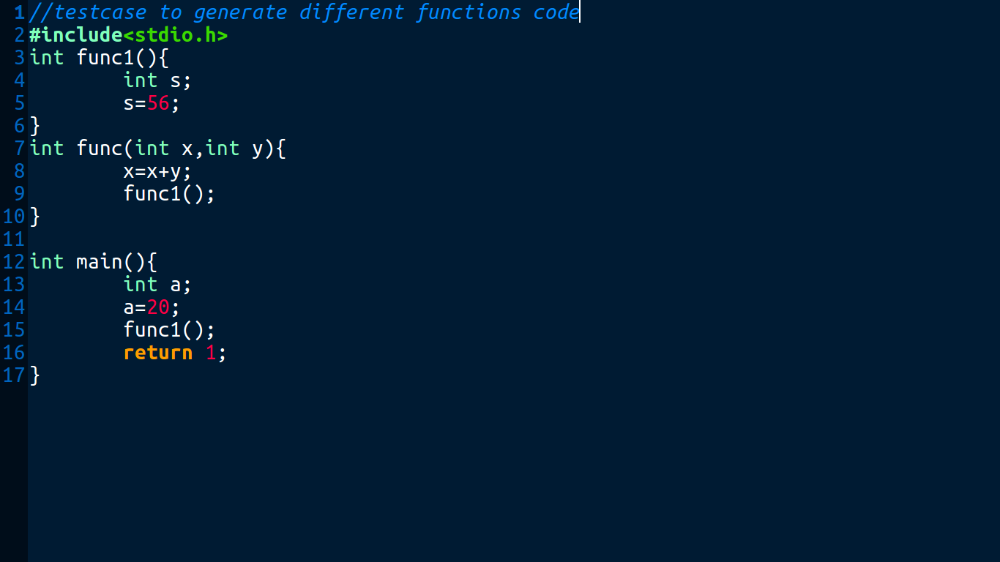 1 //testcase to generate different functions code
2 #include<stdio.h>
3 int func1(){
4         int s;
5         s=56;
6 }
7 int func(int x,int y){
8         x=x+y;
9         func1();
10 }
11
12 int main(){
13         int a;
14         a=20;
15         func1();
16         return 1;
17 }